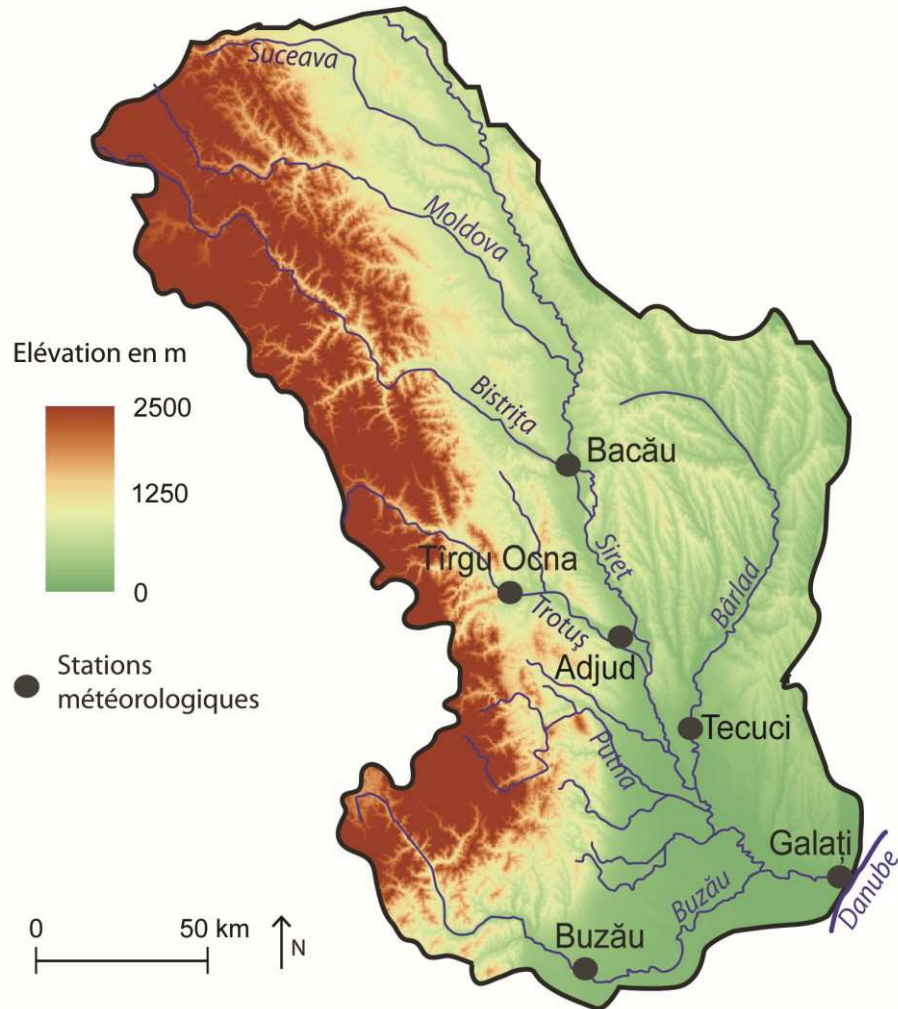 Suceava
Moldova
Elévation en m
2500
1250
0
Bistrița
Bacău
Tîrgu Ocna
Siret
Bârlad
Trotuş
Stations
météorologiques
Adjud
Tecuci
Putna
Galați
Danube
0 50 km
N
Buzău
Buzău